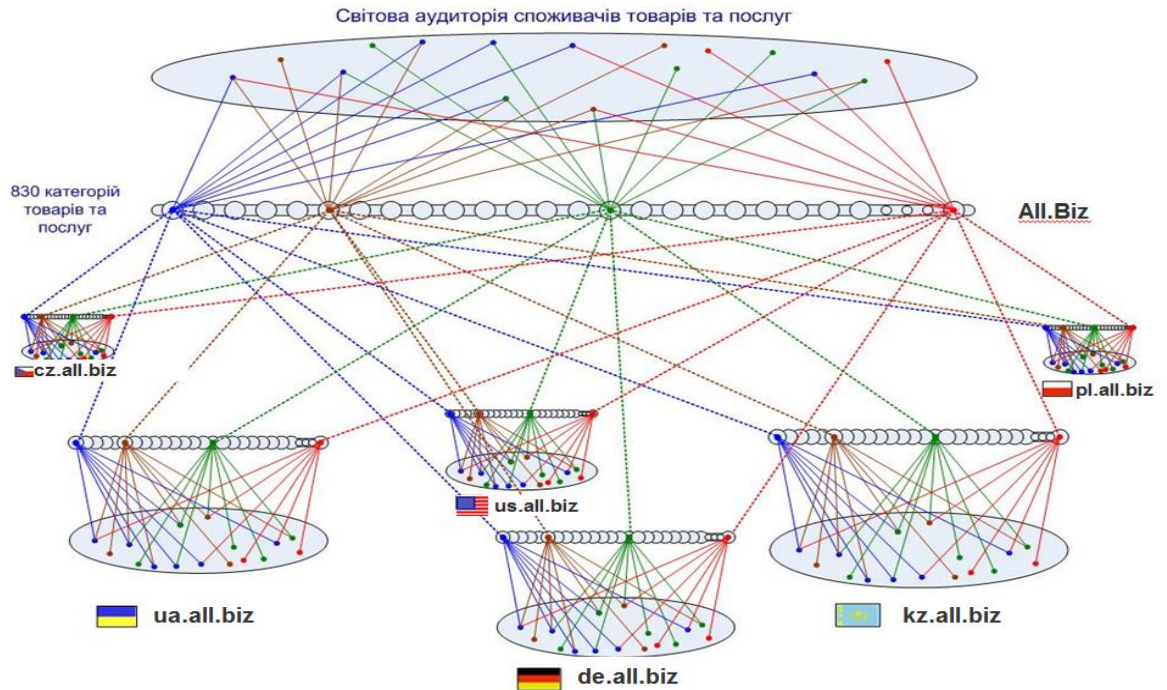 Світова аудиторія споживачів товарів та послуг
830 категорій
товарів та
послуг
All.Biz
cz.all.biz
pl.all.biz
us.all.biz
ua.all.biz
kz.all.biz
de.all.biz